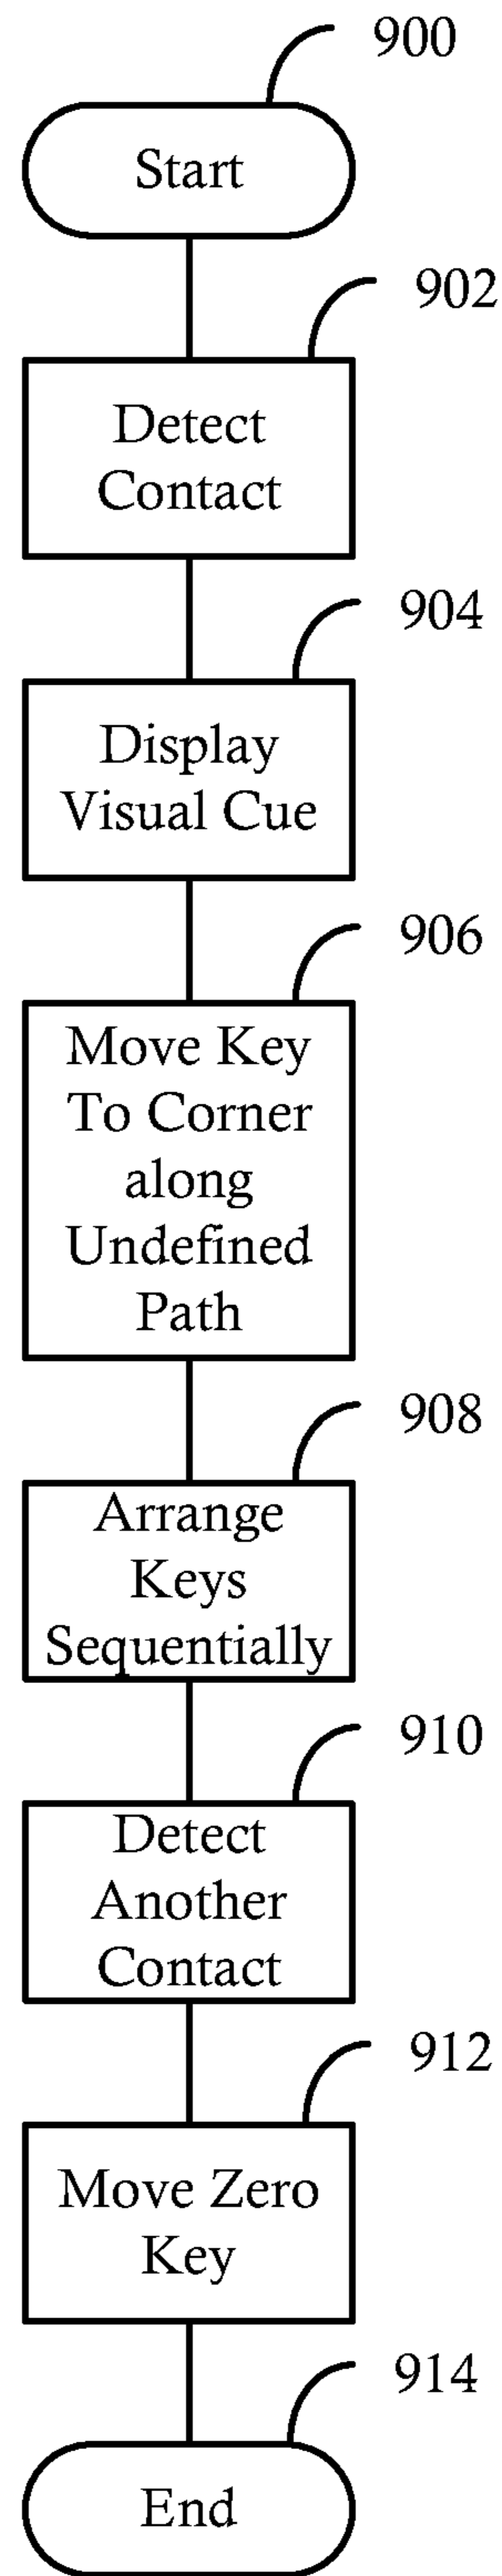 900
Start
902
Detect
Contact
904
Display
Visual Cue
906
Move Key
To Corner
along
Undefined
Path
908
Arrange
Keys
Sequentially
910
Detect
Another
Contact
912
Move Zero
Key
914
End